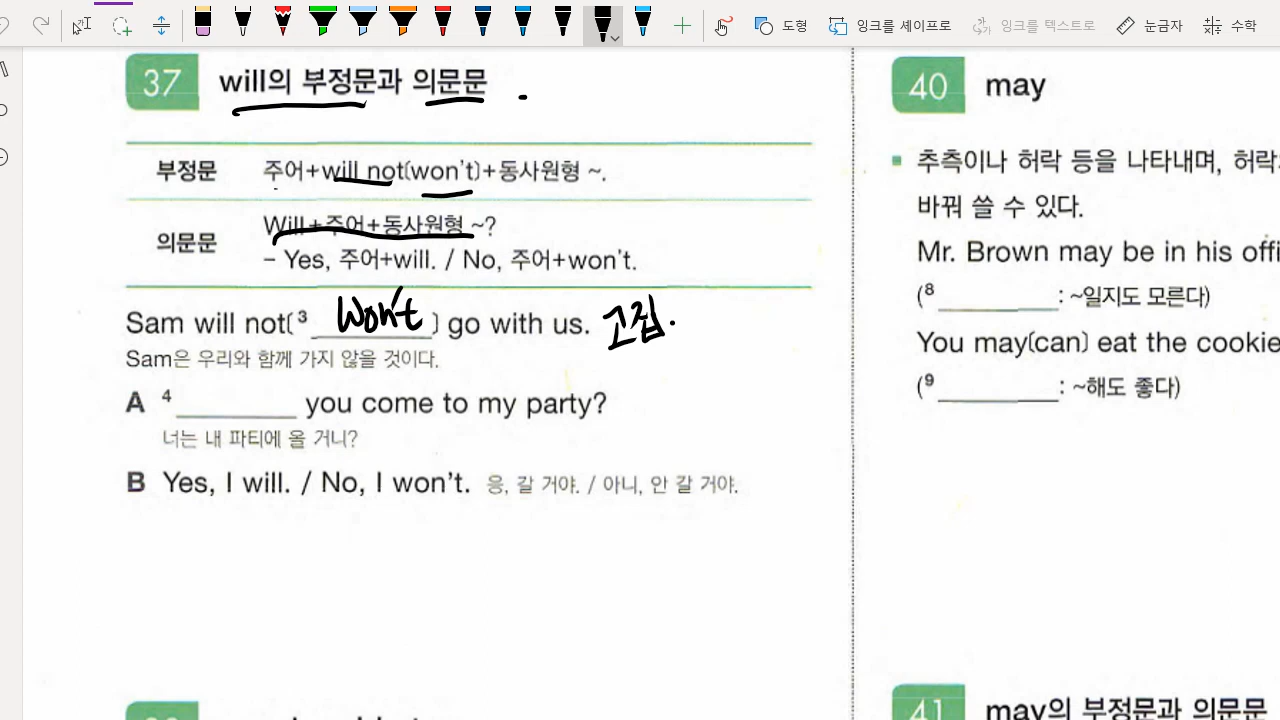 도형
잉크를 셰이프로
잉크를 텍스트로
눈금자
수학
37 will의 부정문과 의문문
부정문 주어+will not(won't)+동사원형 ~.
의문문 Will+주어+동사원형 ~?
– Yes, 주어+will. / No, 주어+won't.
Sam will not(³ won't ) go with us. 고집.
Sam은 우리와 함께 가지 않을 것이다.
A ⁴ ________ you come to my party?
너는 내 파티에 올 거니?
B Yes, I will. / No, I won't. 응, 갈 거야. / 아니, 안 갈 거야.
40 may
추측이나 허락 등을 나타내며,
바꿔 쓸 수 있다.
Mr. Brown may be in his offi
(⁸ ________ : ~일지도 모른다)
You may(can) eat the cookie
(⁹ ________ : ~해도 좋다)
41 may의 부정문과 의문문